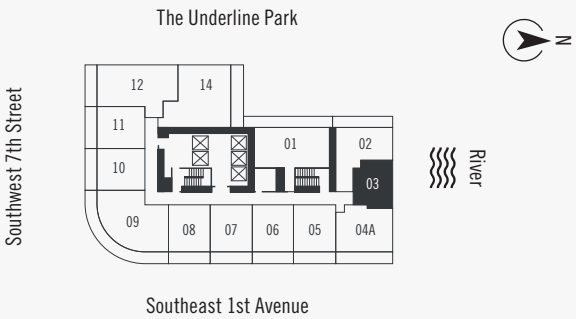 The Underline Park
N
Southwest 7th Street
12
14
11
01
02
10
03
River
09
08
07
06
05
04A
Southeast 1st Avenue